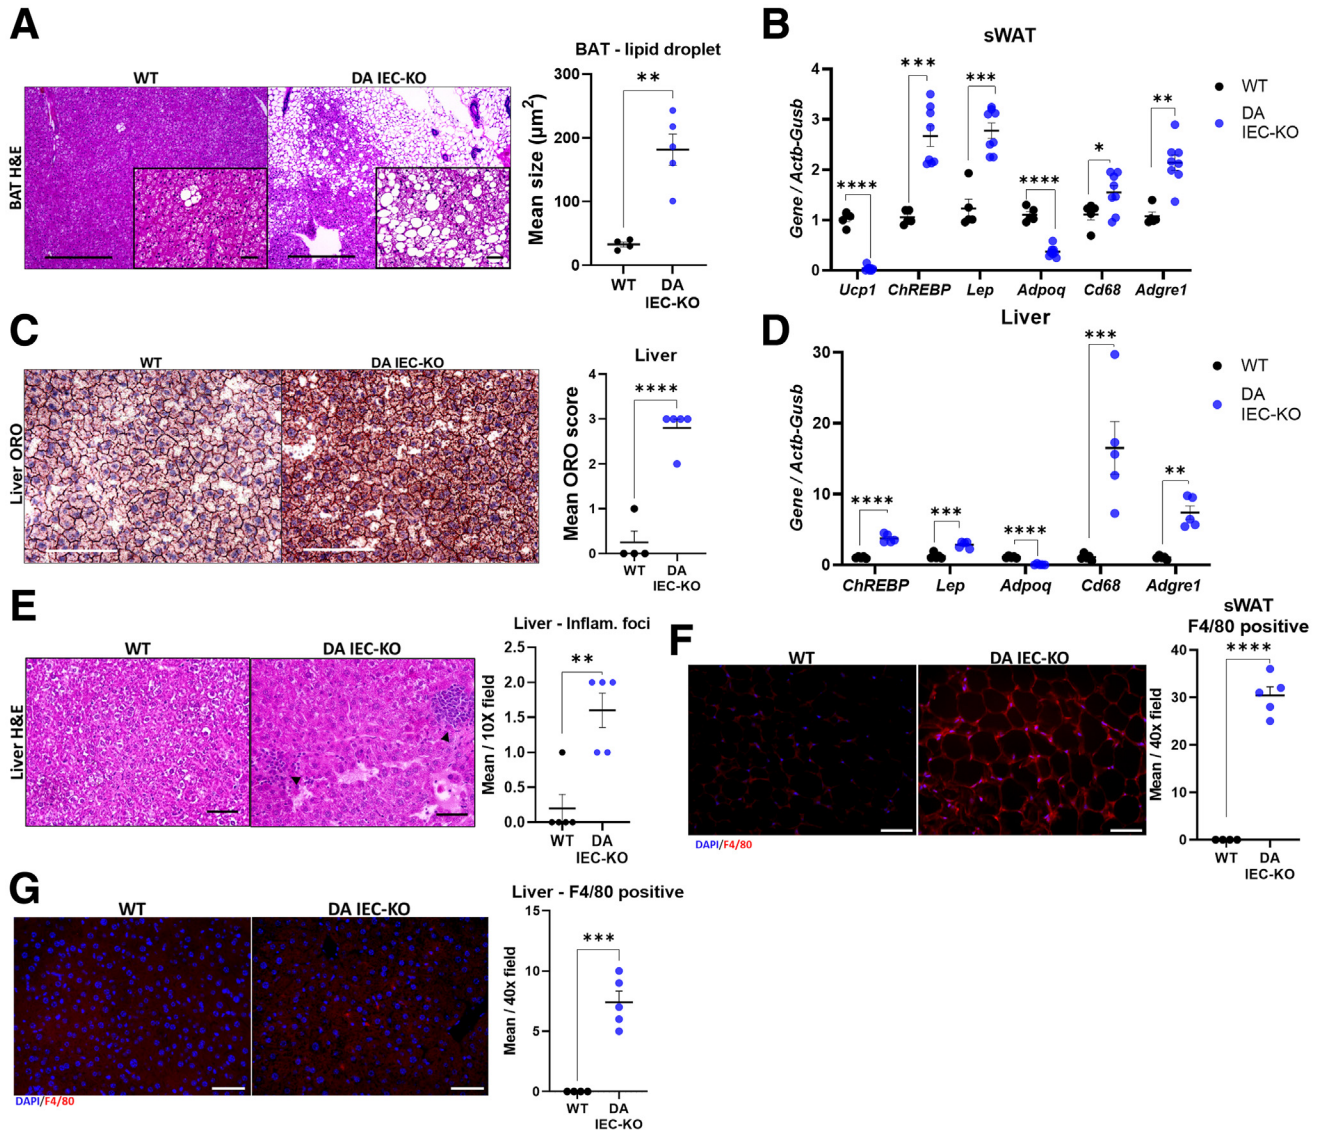 A
WT
DA IEC-KO
BAT H&E
BAT - lipid droplet
**
Mean size (μm²)
300
200
100
0
WT
DA
IEC-KO
B
sWAT
Gene / Actb-Gusb
4
3
2
1
0
****
***
***
****
*
**
Ucp1
ChREBP
Lep
Adpoq
Cd68
Adgre1
WT
DA
IEC-KO
C
WT
DA IEC-KO
Liver ORO
Liver
****
Mean ORO score
4
3
2
1
0
WT
DA
IEC-KO
D
Liver
Gene / Actb-Gusb
30
20
10
0
****
***
****
***
**
ChREBP
Lep
Adpoq
Cd68
Adgre1
WT
DA
IEC-KO
E
WT
DA IEC-KO
Liver H&E
Liver - Inflam. foci
**
Mean / 10X field
2.5
2.0
1.5
1.0
0.5
0.0
WT
DA
IEC-KO
F
WT
DA IEC-KO
DAPI/F4/80
sWAT
F4/80 positive
****
Mean / 40x field
40
30
20
10
0
WT
DA
IEC-KO
G
WT
DA IEC-KO
DAPI/F4/80
Liver - F4/80 positive
***
Mean / 40x field
15
10
5
0
WT
DA
IEC-KO